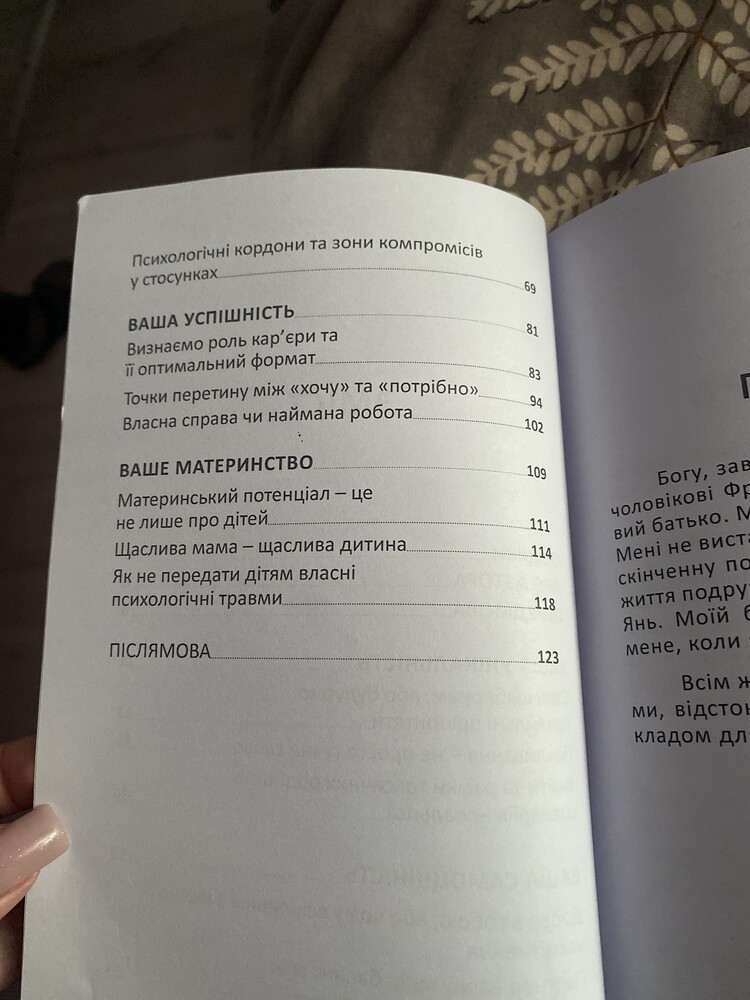 Психологічні кордони та зони компромісів
у стосунках 69
ВАША УСПІШНІСТЬ 81
Визнаємо роль кар’єри та
її оптимальний формат 83
Точки перетину між «хочу» та «потрібно» 94
Власна справа чи наймана робота 102
ВАШЕ МАТЕРИНСТВО 109
Материнський потенціал – це
не лише про дітей 111
Щаслива мама – щаслива дитина 114
Як не передати дітям власні
психологічні травми 118
ПІСЛЯМОВА 123
Богу, зав
чоловікові Фр
вий батько. М
Мені не виста
скінченну по
життя подру
Янь. Моїй б
мене, коли
Всім ж
ми, відстою
кладом для